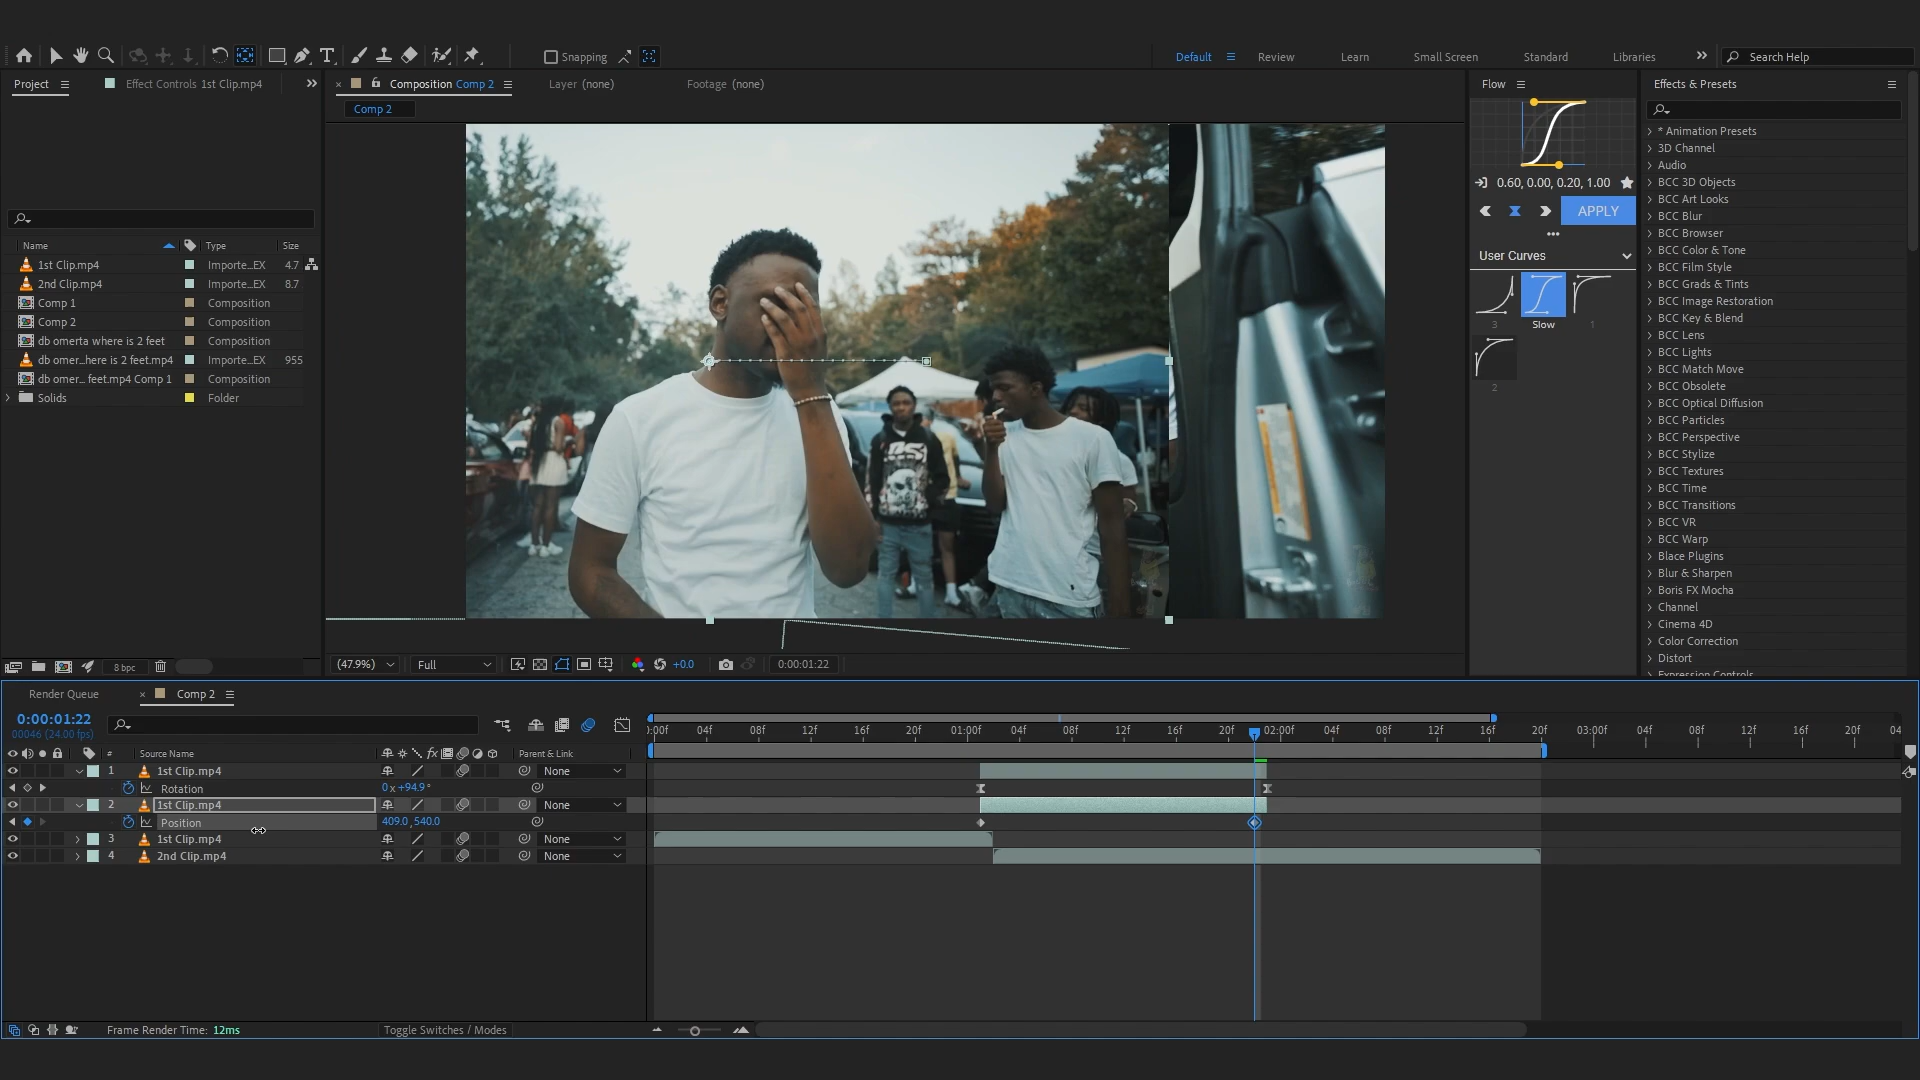 Snapping
Default
Review
Learn
Small Screen
Standard
Libraries
Search Help
Project
Effect Controls 1st Clip.mp4
Composition Comp 2
Layer (none)
Footage (none)
Flow
Effects & Presets
Comp 2
0.60, 0.00, 0.20, 1.00
APPLY
User Curves
3
Slow
1
2
Name
Type
Size
1st Clip.mp4 Importe...EX 4.7
2nd Clip.mp4 Importe...EX 8.7
Comp 1 Composition
Comp 2 Composition
db omerta where is 2 feet Composition
db omer...here is 2 feet.mp4 Importe...EX 955
db omer... feet.mp4 Comp 1 Composition
Solids Folder
* Animation Presets
3D Channel
Audio
BCC 3D Objects
BCC Art Looks
BCC Blur
BCC Browser
BCC Color & Tone
BCC Film Style
BCC Grads & Tints
BCC Image Restoration
BCC Key & Blend
BCC Lens
BCC Lights
BCC Match Move
BCC Obsolete
BCC Optical Diffusion
BCC Particles
BCC Perspective
BCC Stylize
BCC Textures
BCC Time
BCC Transitions
BCC VR
BCC Warp
Blace Plugins
Blur & Sharpen
Boris FX Mocha
Channel
Cinema 4D
Color Correction
Distort
Expression Controls
8 bpc
(47.9%)
Full
+0.0
0:00:01:22
Render Queue
Comp 2
0:00:01:22
00046 (24.00 fps)
:00f 04f 08f 12f 16f 20f 01:00f 04f 08f 12f 16f 20f 02:00f 04f 08f 12f 16f 20f 03:00f 04f 08f 12f 16f 20f 04
# Source Name fx Parent & Link
1 1st Clip.mp4 None
Rotation 0 x +94.9 °
2 1st Clip.mp4 None
Position 409.0, 540.0
3 1st Clip.mp4 None
4 2nd Clip.mp4 None
Frame Render Time: 12ms
Toggle Switches / Modes